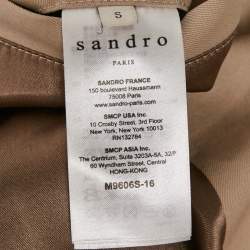 S
sandro
PARIS
SANDRO FRANCE
150 boulevard Haussmann
75008 Paris
www.sandro-paris.com
SMCP USA Inc.
10 Crosby Street, 3rd Floor
New York, New York 10013
RN132784
SMCP ASIA Inc.
The Centrium, Suite 3203A-5A, 32/F
60 Wyndham Street, Central
HONG-KONG
M9606S-16